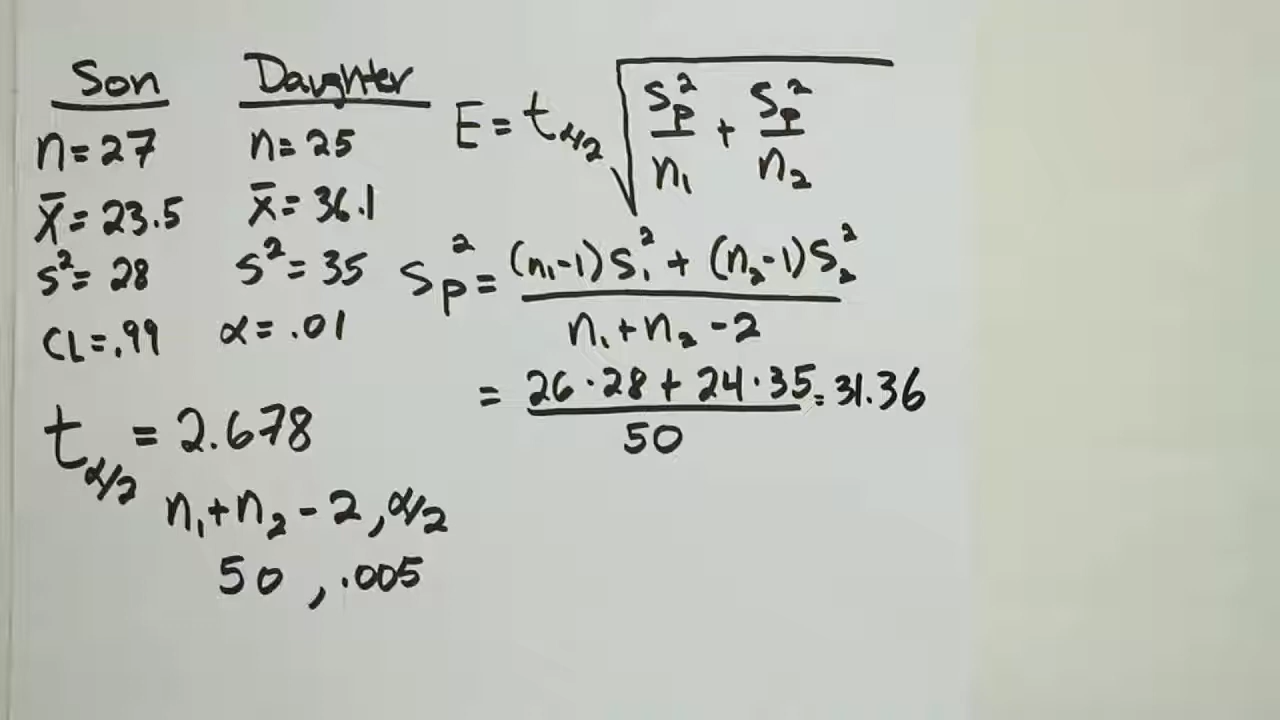 Son Daughter
n = 27 n = 25
x̄ = 23.5 x̄ = 36.1
s² = 28 s² = 35
CL = .99 α = .01
t_{α/2} = 2.678
n₁ + n₂ - 2, α/2
50, .005
E = t_{α/2} √(S_p²/n₁ + S_p²/n₂)
S_p² = ((n₁-1)S₁² + (n₂-1)S₂²)/(n₁ + n₂ - 2)
= (26 · 28 + 24 · 35)/50 = 31.36